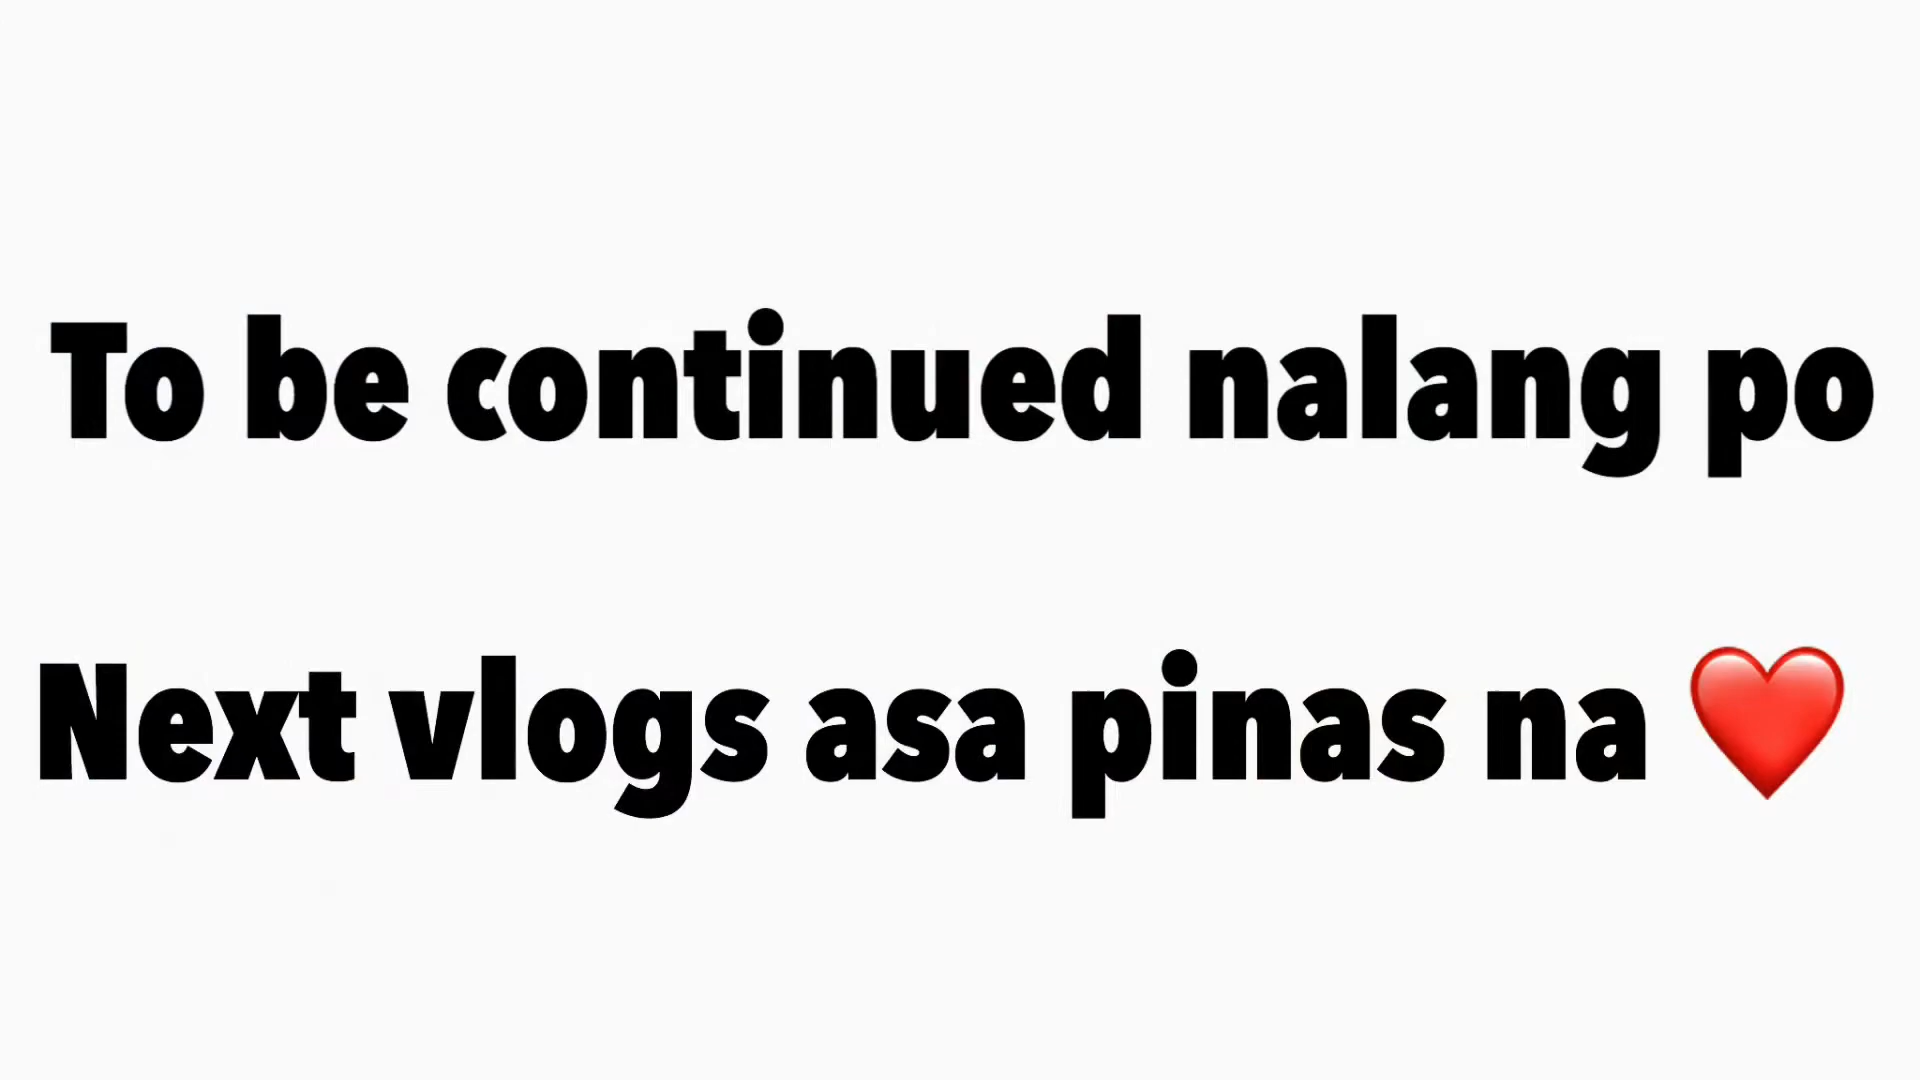 To be continued nalang po
Next vlogs asa pinas na ❤️